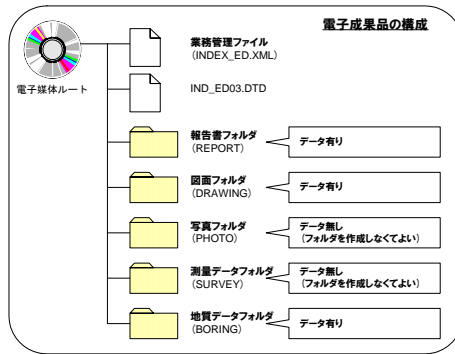 電子成果品の構成
電子媒体ルート
業務管理ファイル
(INDEX_ED.XML)
IND_ED03.DTD
報告書フォルダ
(REPORT)
データ有り
図面フォルダ
(DRAWING)
データ有り
写真フォルダ
(PHOTO)
データ無し
(フォルダを作成しなくてよい)
測量データフォルダ
(SURVEY)
データ無し
(フォルダを作成しなくてよい)
地質データフォルダ
(BORING)
データ有り